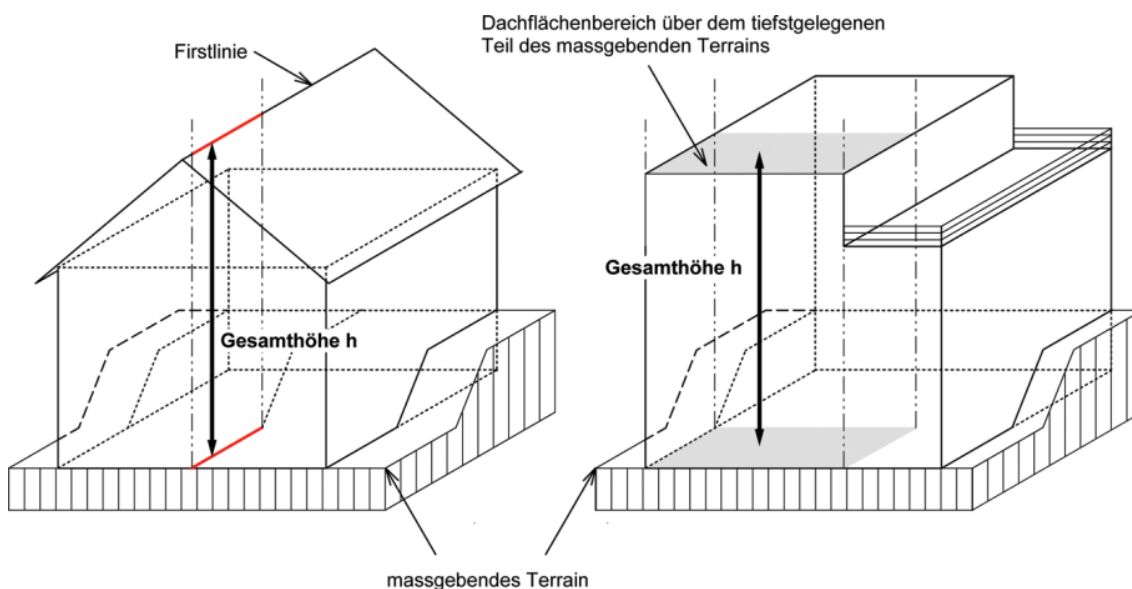 Dachflächenbereich über dem tiefstgelegenen
Teil des massgebenden Terrains
Firstlinie
Gesamthöhe h
Gesamthöhe h
massgebendes Terrain